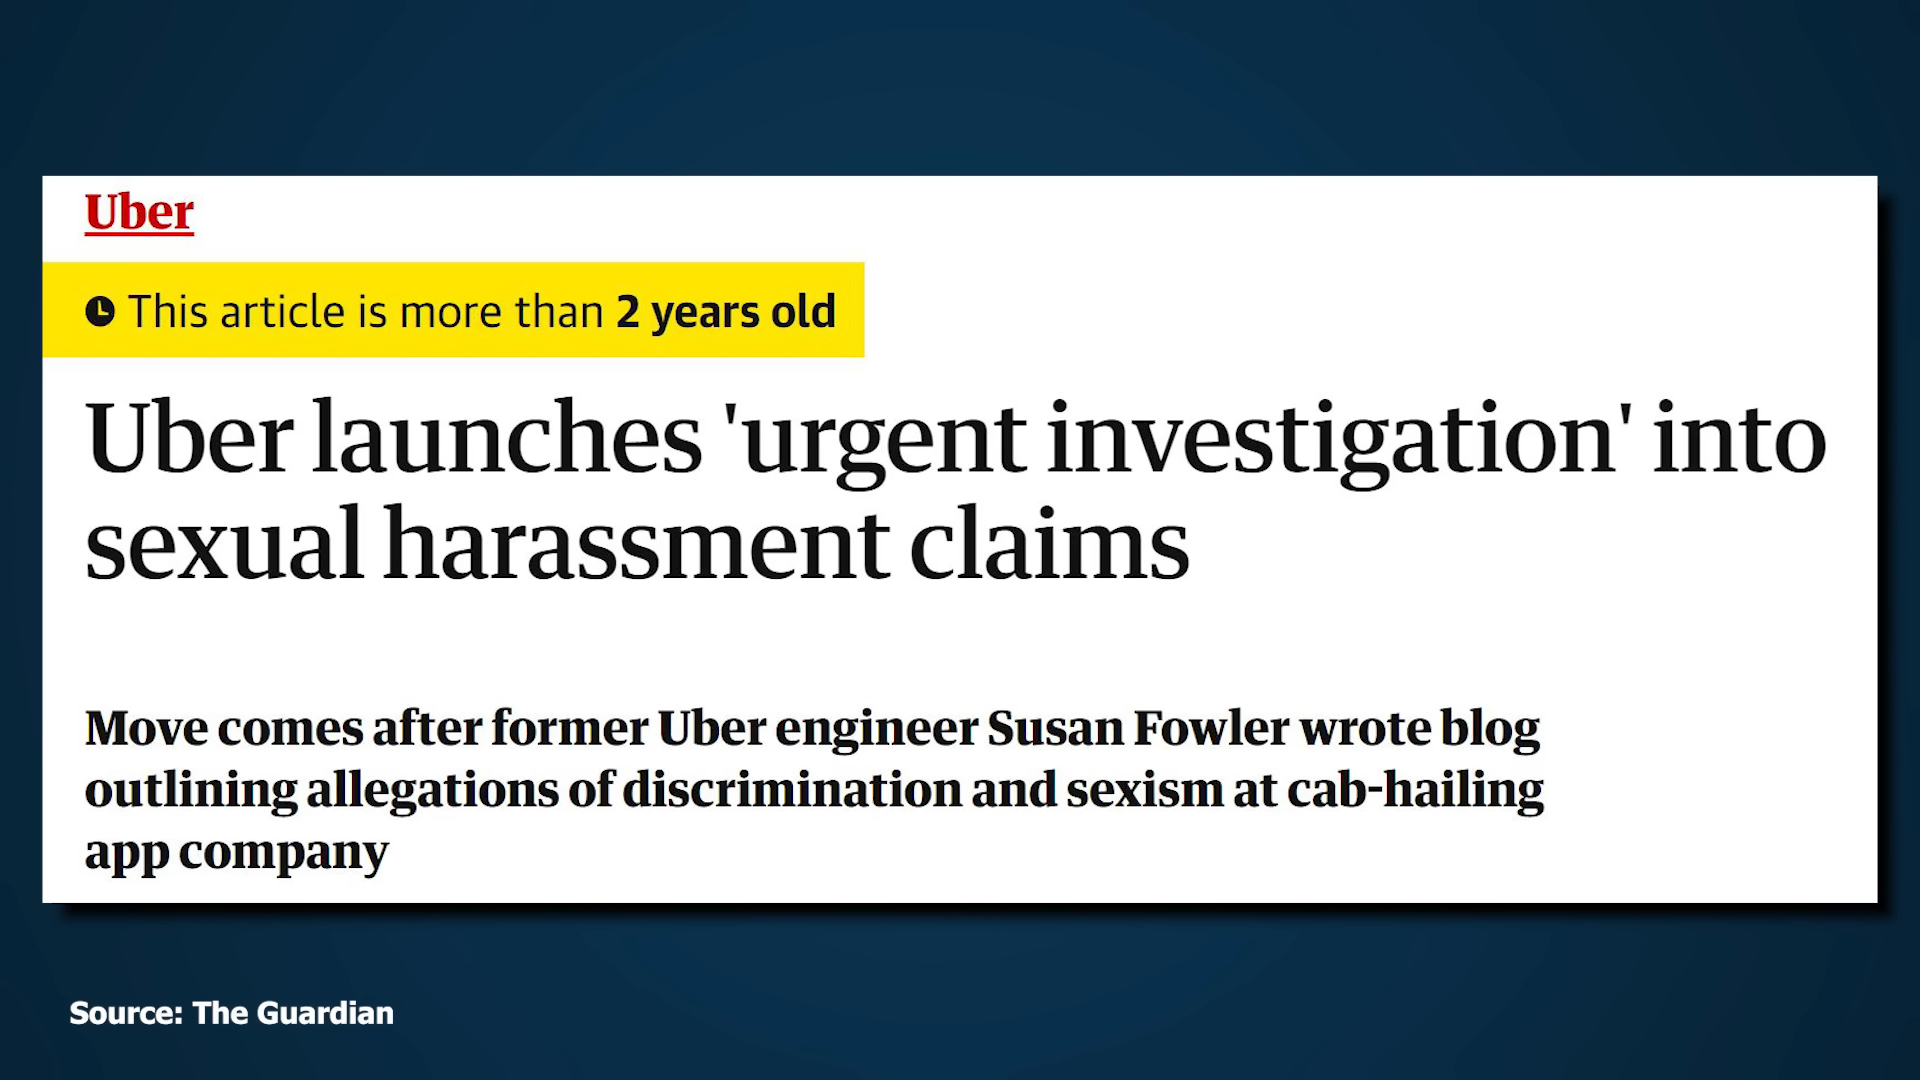 Uber
This article is more than 2 years old
Uber launches 'urgent investigation' into
sexual harassment claims
Move comes after former Uber engineer Susan Fowler wrote blog
outlining allegations of discrimination and sexism at cab-hailing
app company
Source: The Guardian